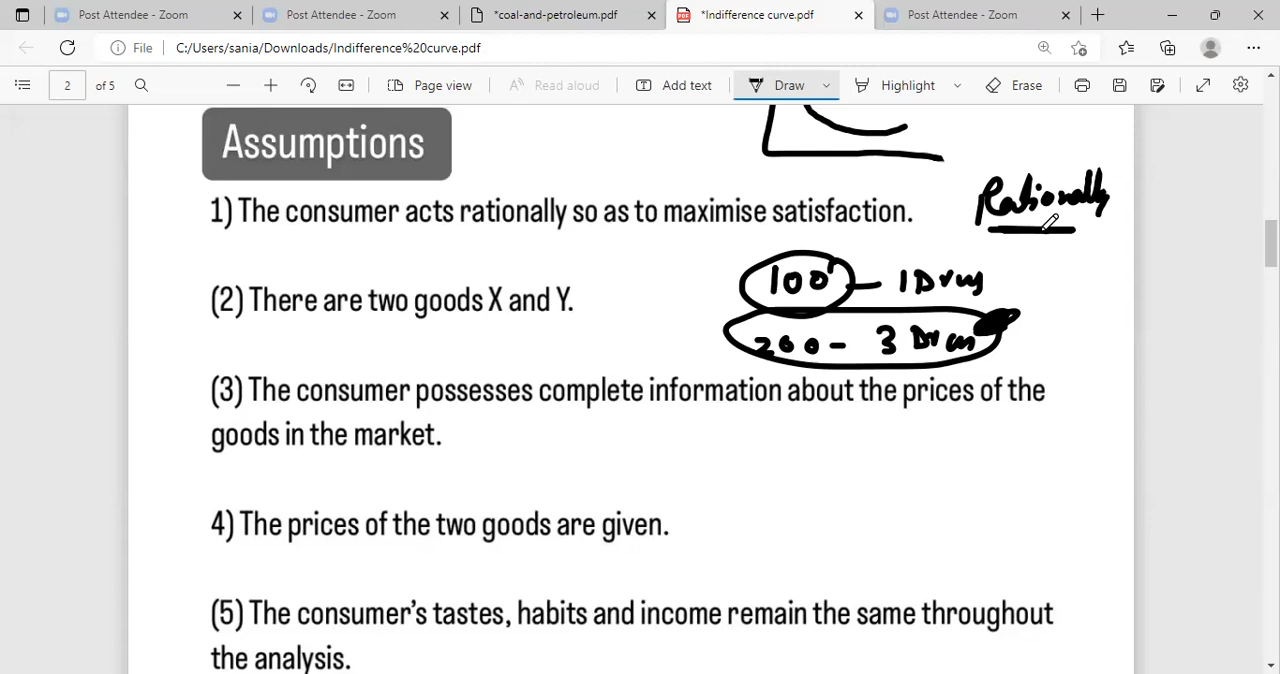 Post Attendee - Zoom
Post Attendee - Zoom
*coal-and-petroleum.pdf
*Indifference curve.pdf
Post Attendee - Zoom
File
C:/Users/sania/Downloads/Indifference%20curve.pdf
2 of 5
Page view
Read aloud
Add text
Draw
Highlight
Erase
Assumptions
Rationally
1) The consumer acts rationally so as to maximise satisfaction.
100 - 1
(2) There are two goods X and Y.
200 - 3
(3) The consumer possesses complete information about the prices of the
goods in the market.
4) The prices of the two goods are given.
(5) The consumer's tastes, habits and income remain the same throughout
the analysis.